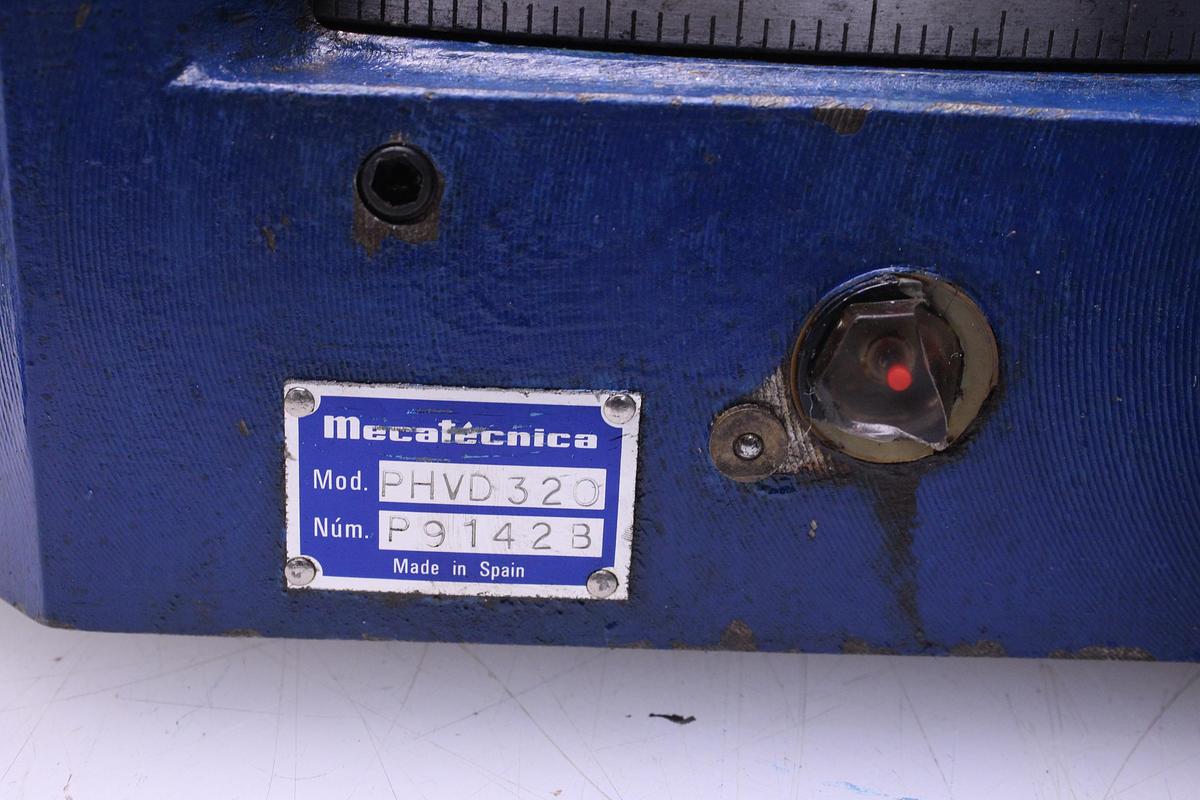 Mecatécnica
Mod. PHVD320
Núm. P9142B
Made in Spain